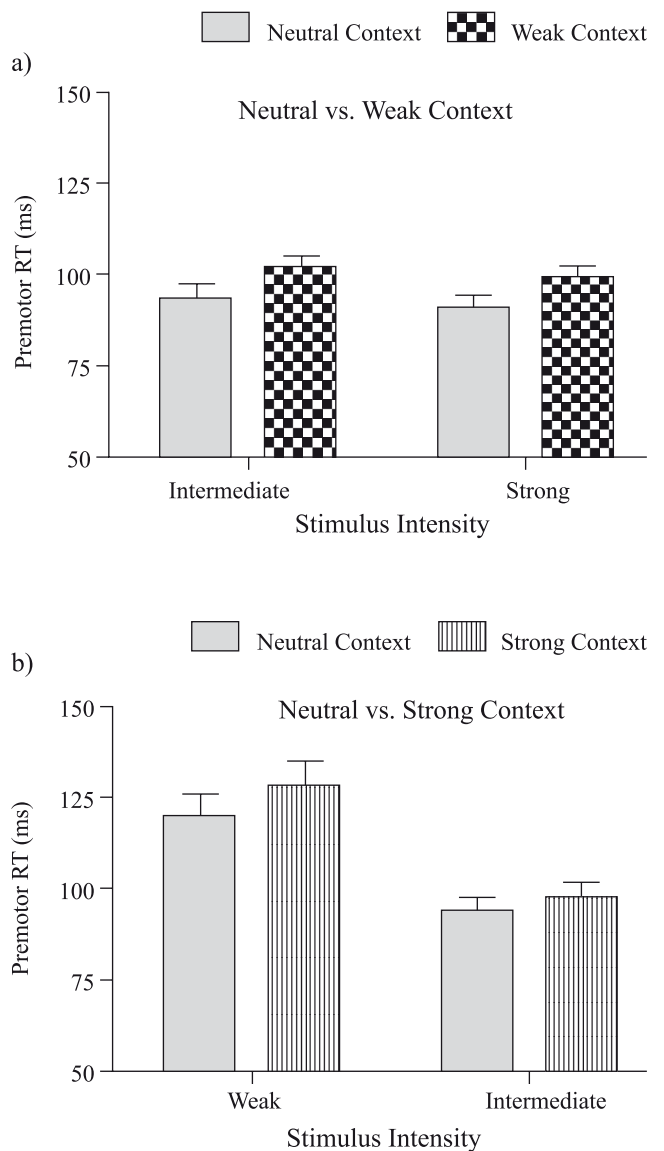 Neutral Context Weak Context
a)
Neutral vs. Weak Context
150
125
100
75
50
Premotor RT (ms)
Intermediate Strong
Stimulus Intensity
Neutral Context Strong Context
b)
Neutral vs. Strong Context
150
125
100
75
50
Premotor RT (ms)
Weak Intermediate
Stimulus Intensity